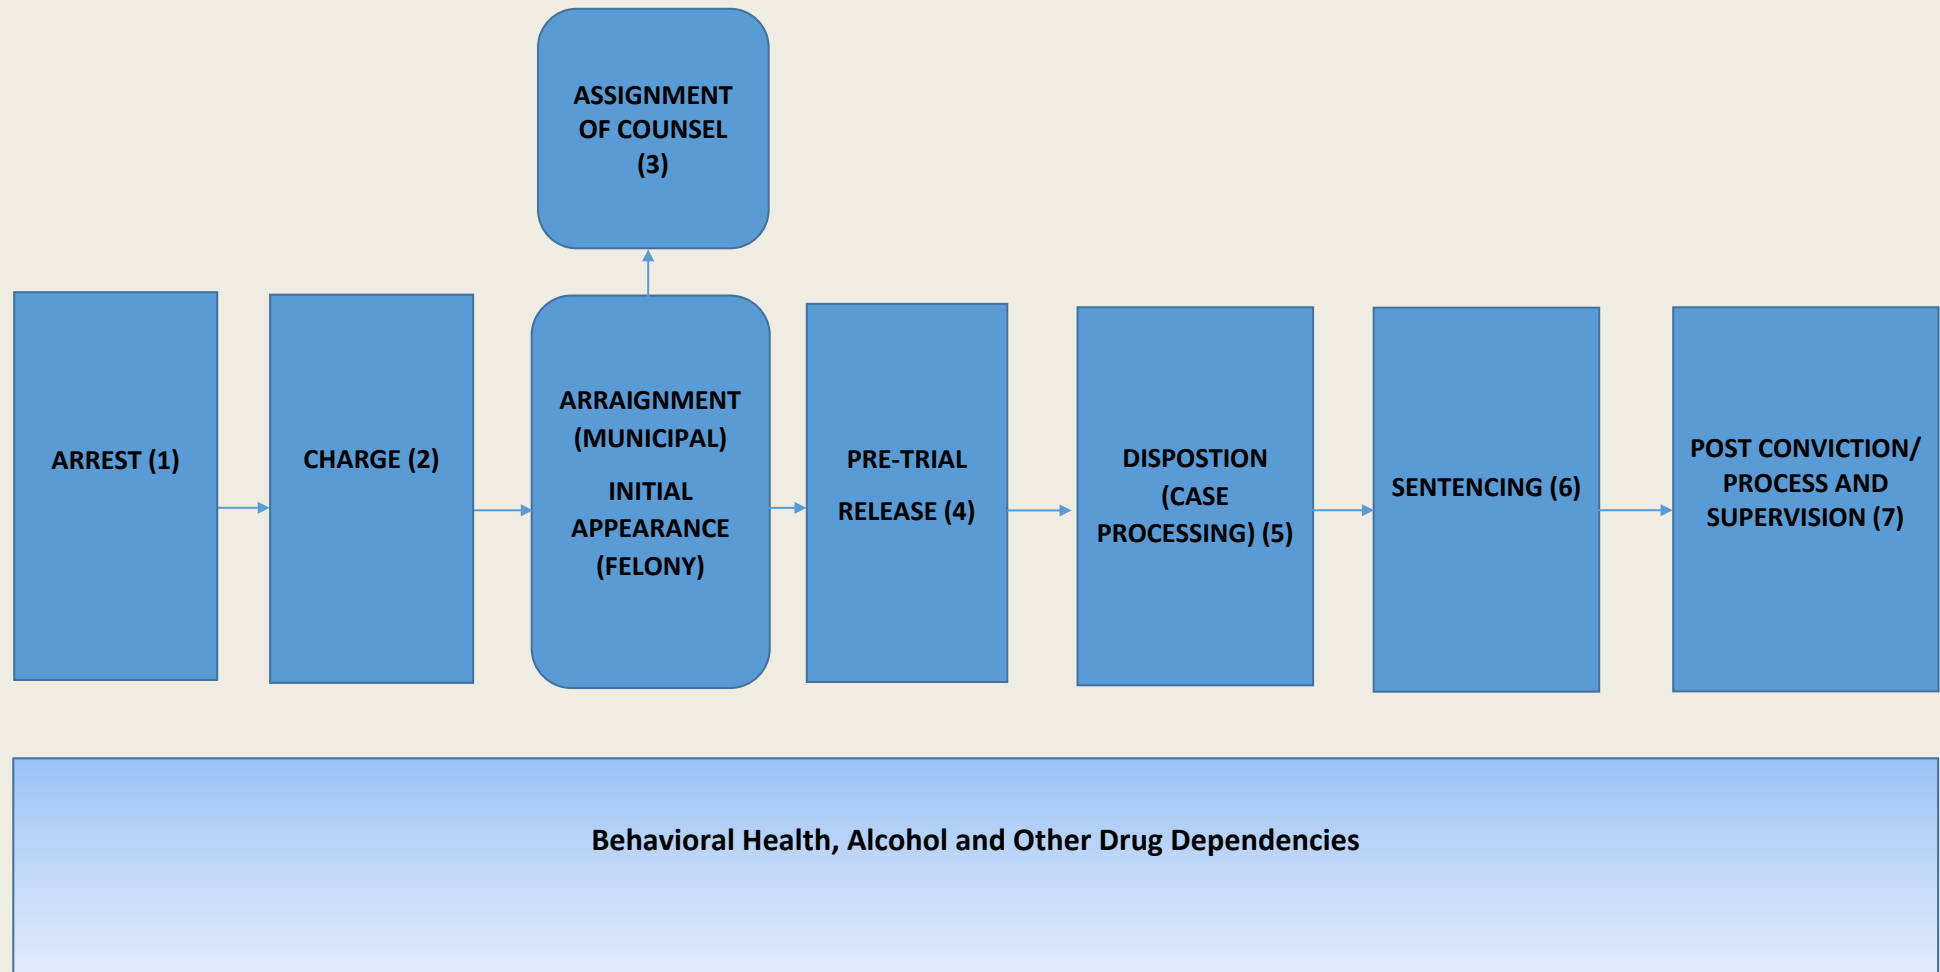 ASSIGNMENT
OF COUNSEL
(3)
ARREST (1)
CHARGE (2)
ARRAIGNMENT
(MUNICIPAL)
INITIAL
APPEARANCE
(FELONY)
PRE-TRIAL
RELEASE (4)
DISPOSTION
(CASE
PROCESSING) (5)
SENTENCING (6)
POST CONVICTION/
PROCESS AND
SUPERVISION (7)
Behavioral Health, Alcohol and Other Drug Dependencies